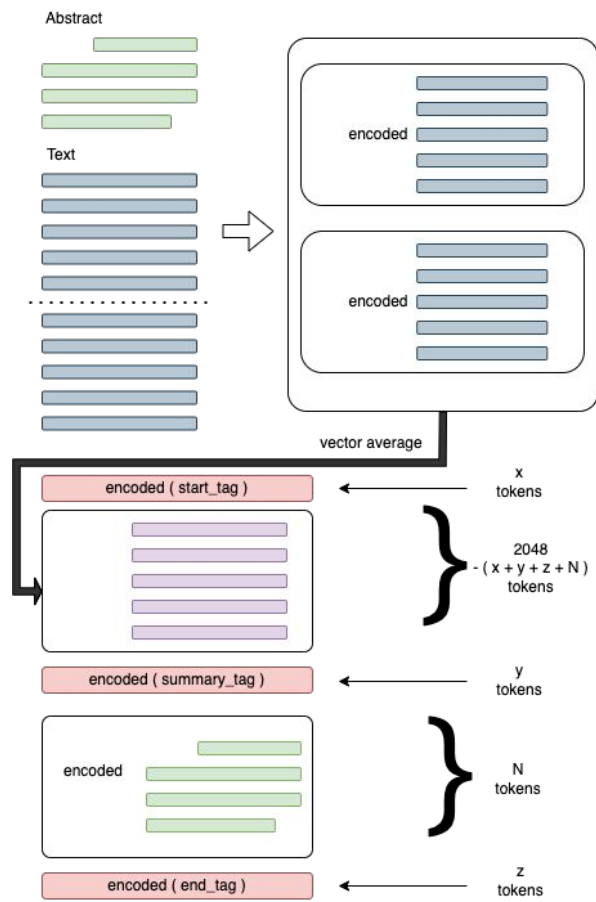 Abstract
Text
encoded
encoded
vector average
encoded ( start_tag )
x
tokens
2048
- ( x + y + z + N )
tokens
encoded ( summary_tag )
y
tokens
encoded
N
tokens
encoded ( end_tag )
z
tokens